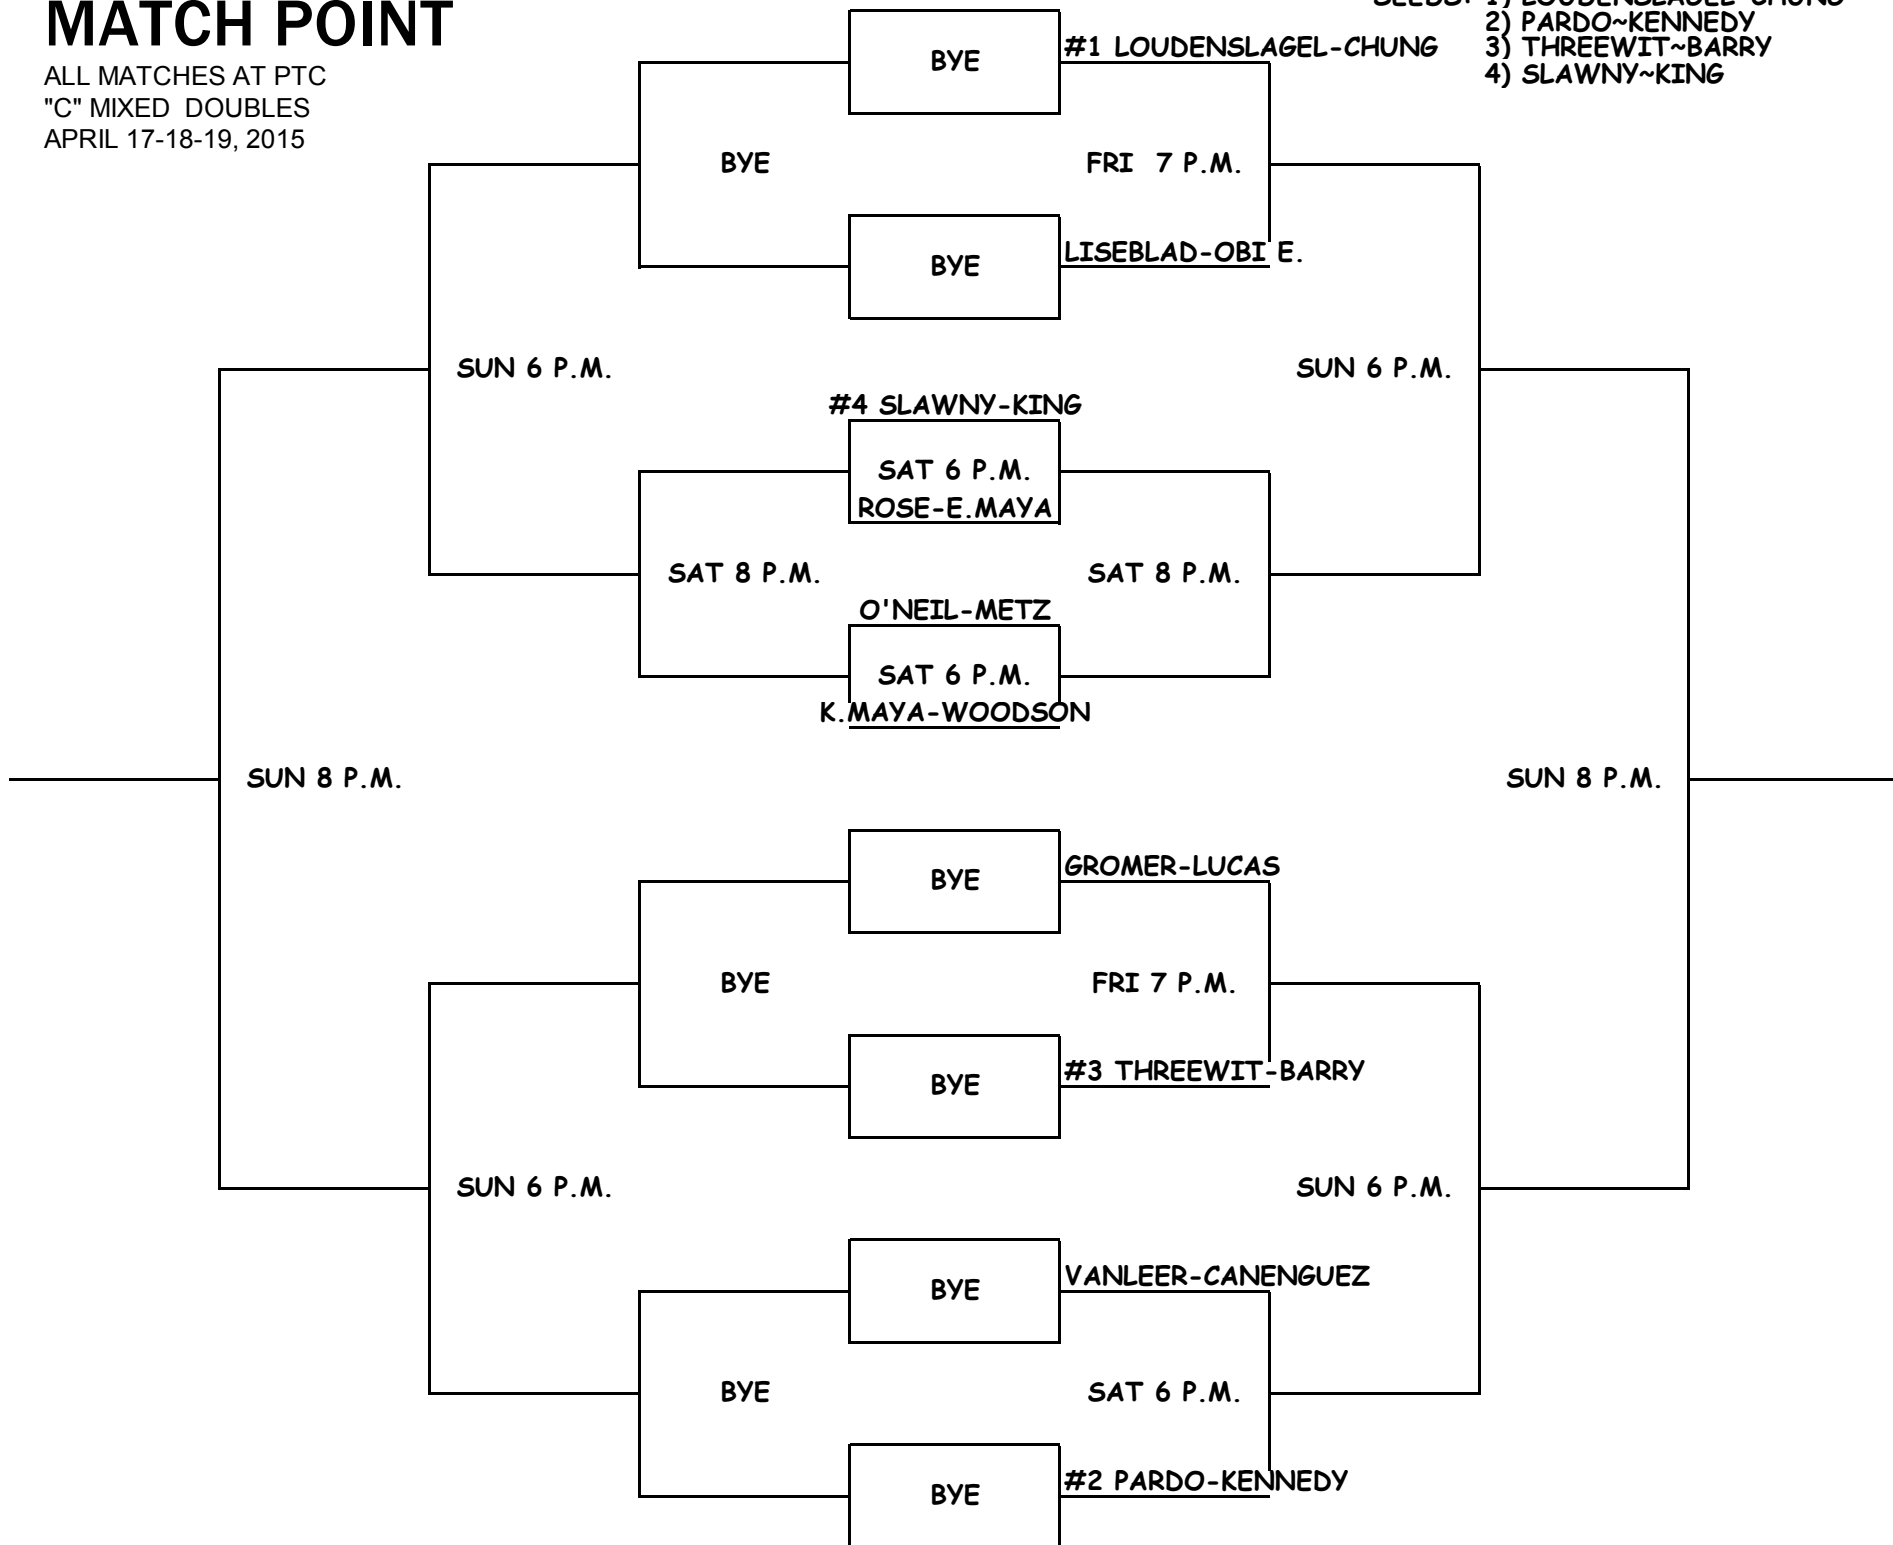 MATCH POINT
ALL MATCHES AT PTC
"C" MIXED  DOUBLES
APRIL 17-18-19, 2015
SEEDS: 1) LOUDENSLAGEL-CHUNG
2) PARDO~KENNEDY
3) THREEWIT~BARRY
4) SLAWNY~KING
BYE
#1 LOUDENSLAGEL-CHUNG
BYE
FRI  7 P.M.
BYE
LISEBLAD-OBI E.
SUN 6 P.M.
SUN 6 P.M.
#4 SLAWNY-KING
SAT 6 P.M.
ROSE-E.MAYA
SAT 8 P.M.
SAT 8 P.M.
O'NEIL-METZ
SAT 6 P.M.
K.MAYA-WOODSON
SUN 8 P.M.
SUN 8 P.M.
BYE
GROMER-LUCAS
BYE
FRI 7 P.M.
BYE
#3 THREEWIT-BARRY
SUN 6 P.M.
SUN 6 P.M.
BYE
VANLEER-CANENGUEZ
BYE
SAT 6 P.M.
BYE
#2 PARDO-KENNEDY